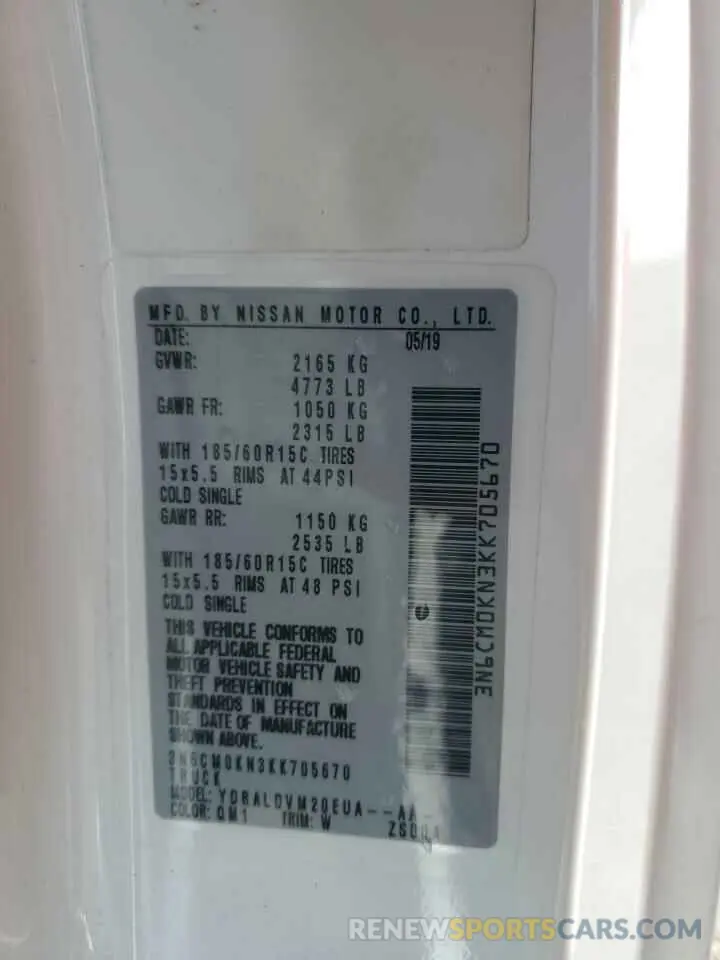 MFD. BY NISSAN MOTOR CO., LTD.
DATE: 05/19
GVWR: 2165 KG
4773 LB
GAWR FR: 1050 KG
2315 LB
WITH 185/60R15C TIRES
15x5.5 RIMS AT 44PSI
COLD SINGLE
GAWR RR: 1150 KG
2535 LB
WITH 185/60R15C TIRES
15x5.5 RIMS AT 48 PSI
COLD SINGLE
THIS VEHICLE CONFORMS TO
ALL APPLICABLE FEDERAL
MOTOR VEHICLE SAFETY AND
THEFT PREVENTION
STANDARDS IN EFFECT ON
THE DATE OF MANUFACTURE
SHOWN ABOVE.
3N6CM0KN3KK705670
TRUCK
MODEL:
COLOR: QM1 TRIM: W
3N6CM0KN3KK705670
RENEWSPORTSCARS.COM